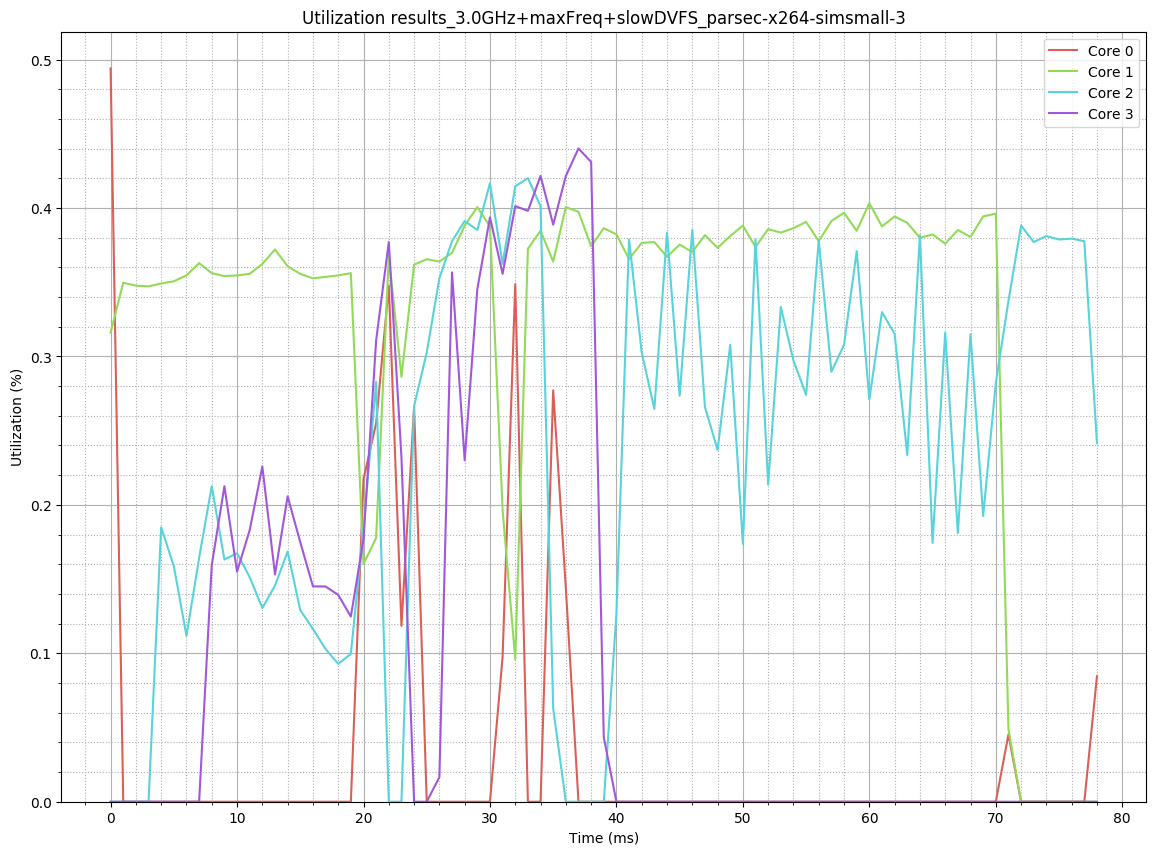 Utilization results_3.0GHz+maxFreq+slowDVFS_parsec-x264-simsmall-3
Core 0
Core 1
Core 2
Core 3
Utilization (%)
0.5
0.4
0.3
0.2
0.1
0.0
0 10 20 30 40 50 60 70 80
Time (ms)